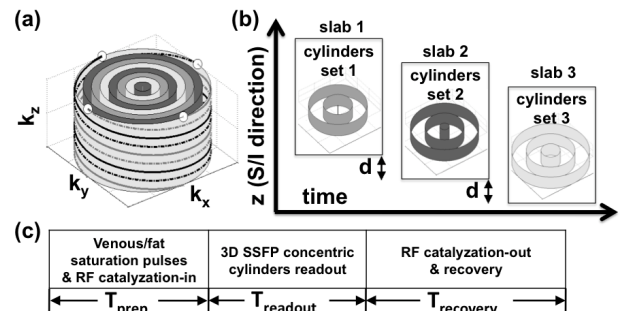 (a)
k_z
k_y
k_x
(b)
z (S/I direction)
slab 1
cylinders
set 1
slab 2
cylinders
set 2
slab 3
cylinders
set 3
d
d
time
(c)
Venous/fat
saturation pulses
& RF catalyzation-in
3D SSFP concentric
cylinders readout
RF catalyzation-out
& recovery
T_prep
T_readout
T_recovery